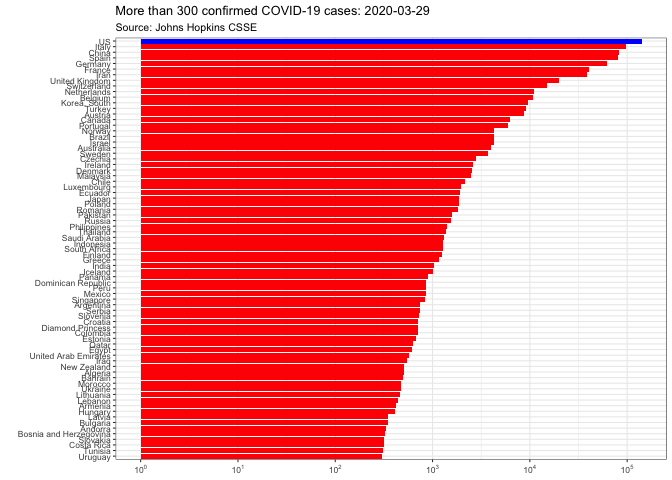 More than 300 confirmed COVID-19 cases: 2020-03-29
Source: Johns Hopkins CSSE
US
Italy
China
Spain
Germany
France
Iran
United Kingdom
Switzerland
Netherlands
Belgium
Korea, South
Turkey
Austria
Canada
Portugal
Norway
Brazil
Israel
Australia
Sweden
Czechia
Ireland
Denmark
Malaysia
Chile
Luxembourg
Ecuador
Japan
Poland
Romania
Pakistan
Russia
Philippines
Thailand
Saudi Arabia
Indonesia
South Africa
Finland
Greece
India
Iceland
Panama
Dominican Republic
Peru
Mexico
Singapore
Argentina
Serbia
Slovenia
Croatia
Diamond Princess
Colombia
Estonia
Qatar
Egypt
United Arab Emirates
Iraq
New Zealand
Algeria
Bahrain
Morocco
Ukraine
Lithuania
Lebanon
Armenia
Hungary
Latvia
Bulgaria
Andorra
Bosnia and Herzegovina
Slovakia
Costa Rica
Tunisia
Uruguay
10⁰ 10¹ 10² 10³ 10⁴ 10⁵